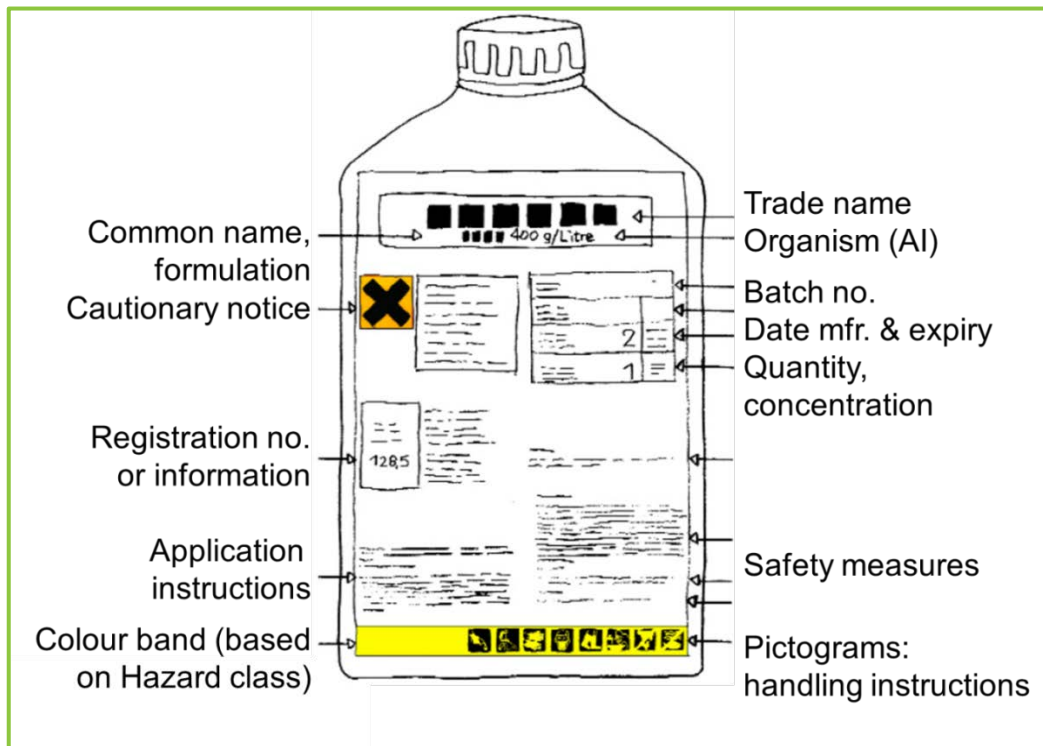 Trade name
Common name,
formulation
400 g/Litre
Organism (AI)
Cautionary notice
Batch no.
Date mfr. & expiry
2
Quantity,
concentration
1
Registration no.
or information
128,5
Application
instructions
Safety measures
Colour band (based
on Hazard class)
Pictograms:
handling instructions